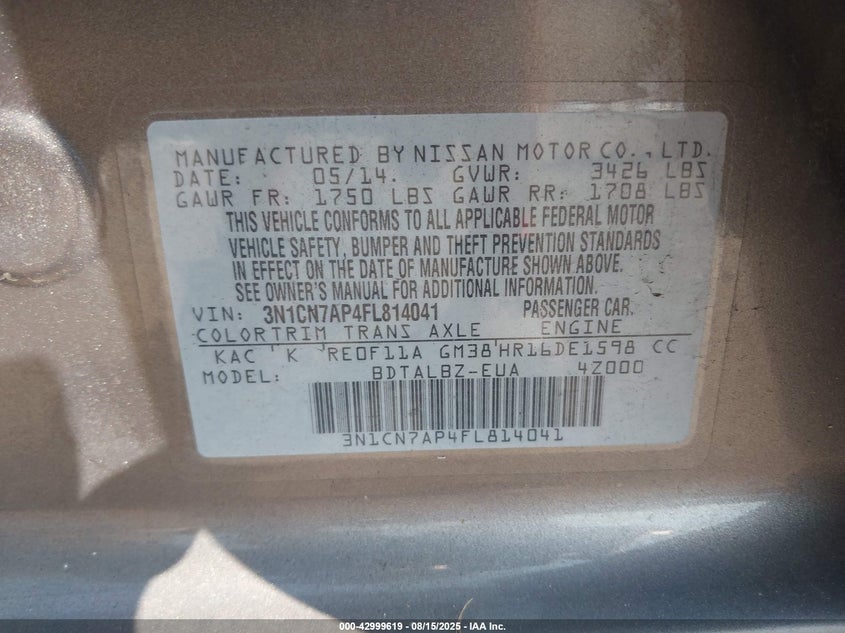 MANUFACTURED BY NISSAN MOTOR CO., LTD.
DATE: 05/14. GVWR: 3426 LBS
GAWR FR: 1750 LBS GAWR RR: 1708 LBS
THIS VEHICLE CONFORMS TO ALL APPLICABLE FEDERAL MOTOR
VEHICLE SAFETY, BUMPER AND THEFT PREVENTION STANDARDS
IN EFFECT ON THE DATE OF MANUFACTURE SHOWN ABOVE.
SEE OWNER'S MANUAL FOR ADDITIONAL INFORMATION.
VIN: 3N1CN7AP4FL814041 PASSENGER CAR.
COLORTRIM TRANS AXLE ENGINE
KAC 'K 'RE0F11A GM38'HR16DE1598 CC
MODEL: BDTALBZ-EUA 4Z000
3N1CN7AP4FL814041
000-42999619 - 08/15/2025 - IAA Inc.